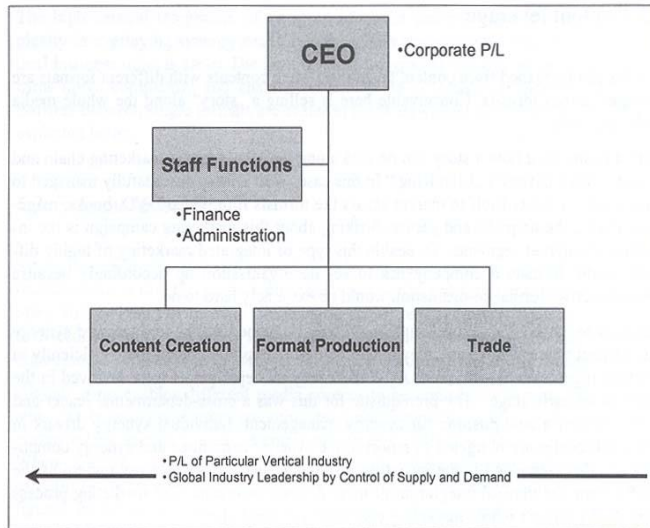 CEO
•Corporate P/L
Staff Functions
•Finance
•Administration
Content Creation
Format Production
Trade
•P/L of Particular Vertical Industry
•Global Industry Leadership by Control of Supply and Demand